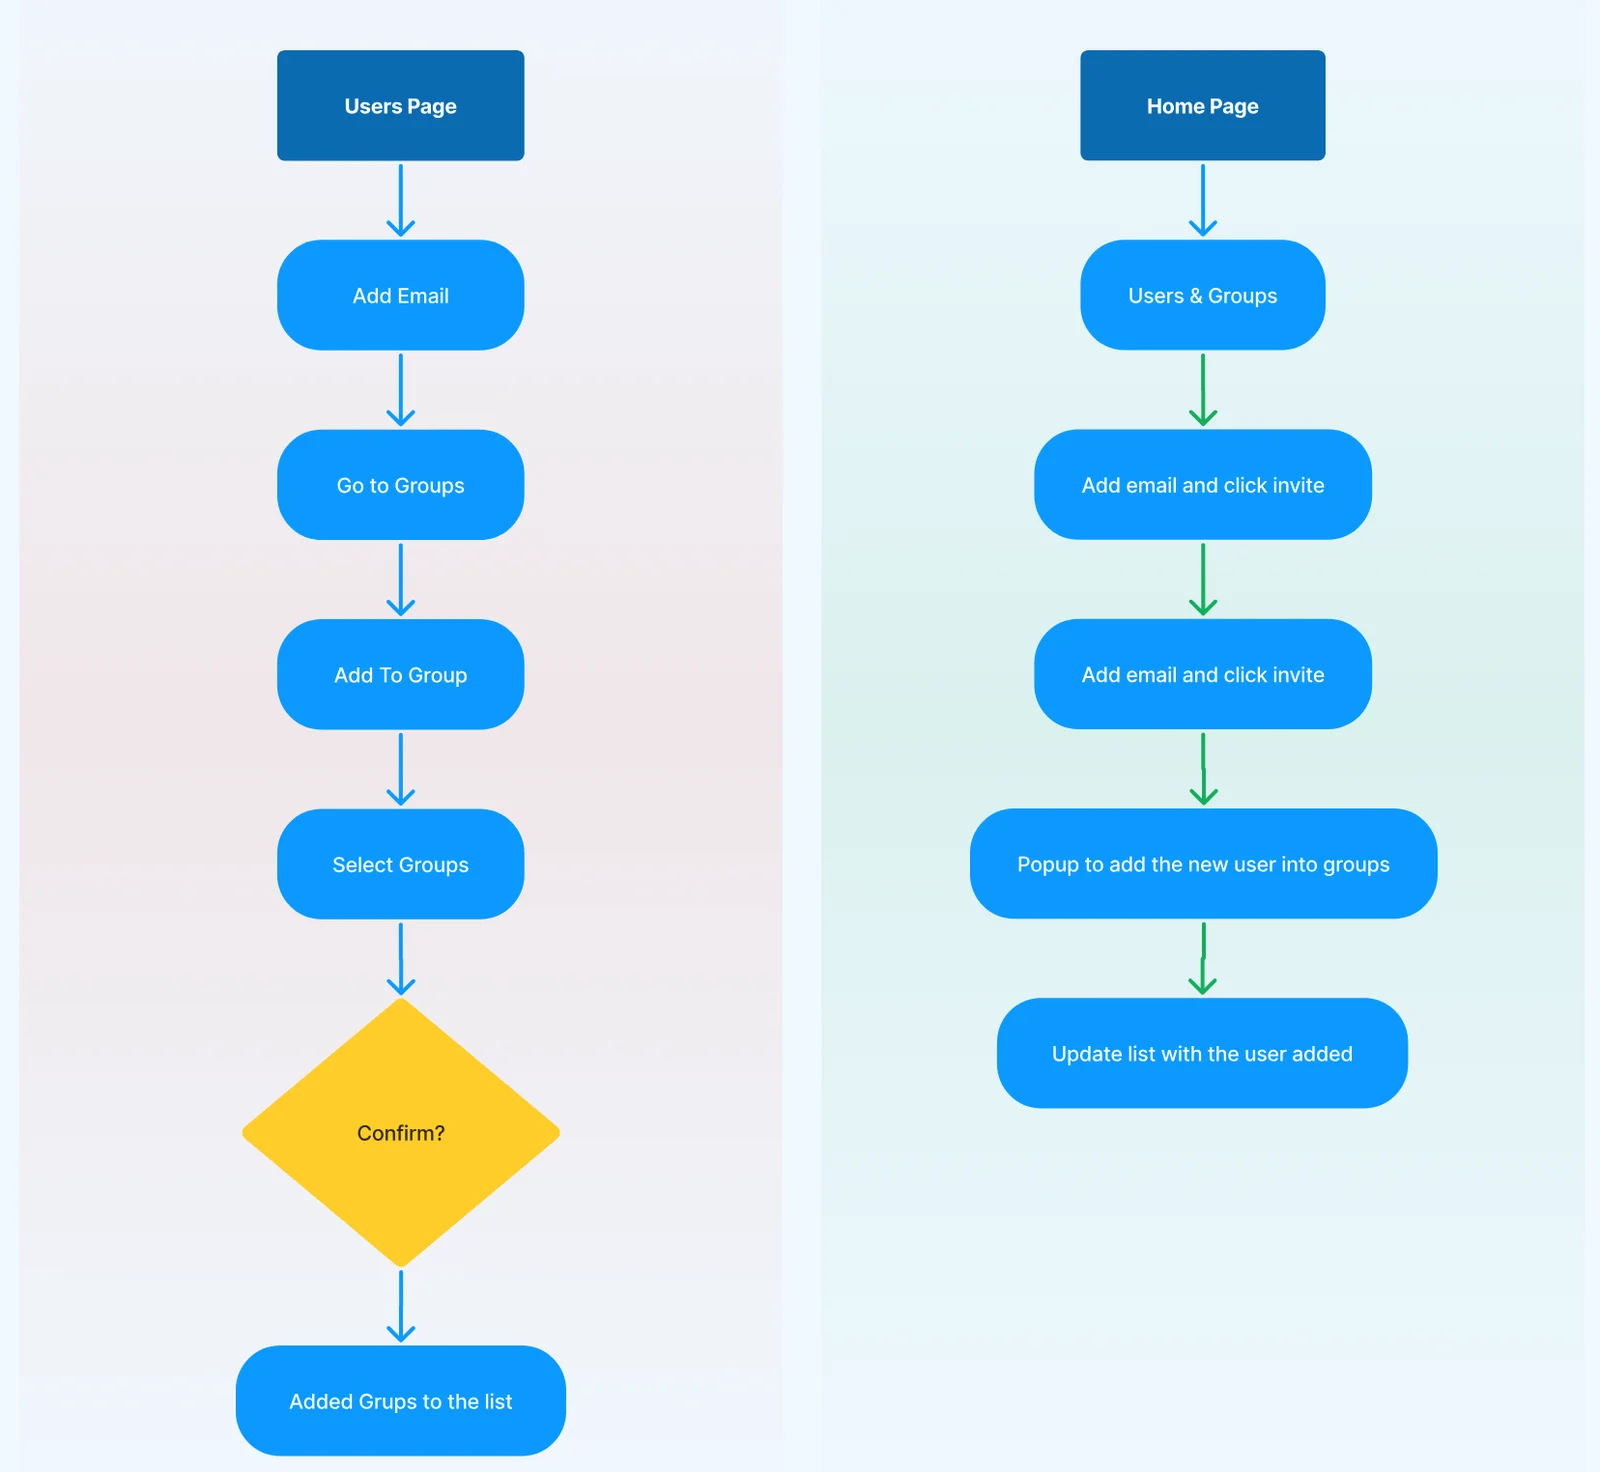 Users Page
Add Email
Go to Groups
Add To Group
Select Groups
Confirm?
Added Grups to the list
Home Page
Users & Groups
Add email and click invite
Add email and click invite
Popup to add the new user into groups
Update list with the user added